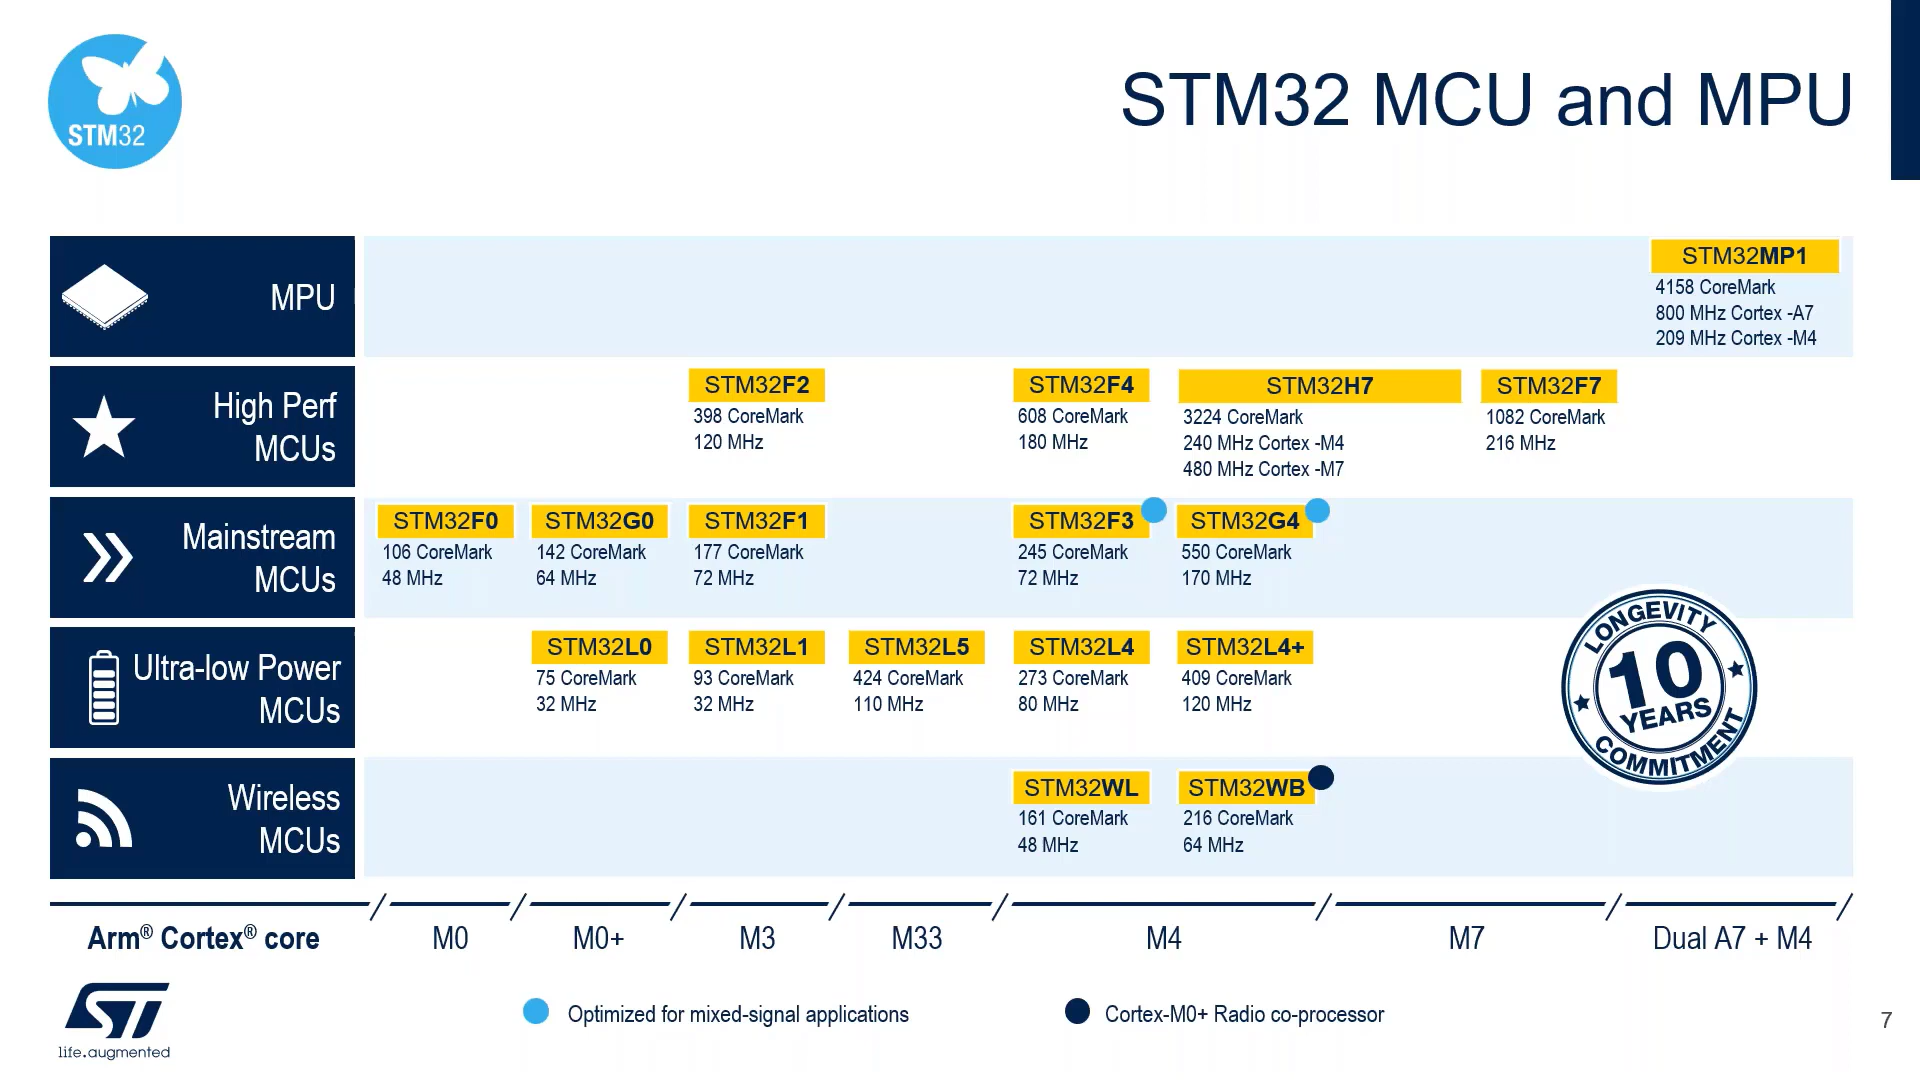 STM32
STM32 MCU and MPU
MPU
STM32MP1
4158 CoreMark
800 MHz Cortex -A7
209 MHz Cortex -M4
High Perf
MCUs
STM32F2
398 CoreMark
120 MHz
STM32F4
608 CoreMark
180 MHz
STM32H7
3224 CoreMark
240 MHz Cortex -M4
480 MHz Cortex -M7
STM32F7
1082 CoreMark
216 MHz
Mainstream
MCUs
STM32F0
106 CoreMark
48 MHz
STM32G0
142 CoreMark
64 MHz
STM32F1
177 CoreMark
72 MHz
STM32F3
245 CoreMark
72 MHz
STM32G4
550 CoreMark
170 MHz
Ultra-low Power
MCUs
STM32L0
75 CoreMark
32 MHz
STM32L1
93 CoreMark
32 MHz
STM32L5
424 CoreMark
110 MHz
STM32L4
273 CoreMark
80 MHz
STM32L4+
409 CoreMark
120 MHz
LONGEVITY
10
YEARS
COMMITMENT
Wireless
MCUs
STM32WL
161 CoreMark
48 MHz
STM32WB
216 CoreMark
64 MHz
Arm® Cortex® core
M0
M0+
M3
M33
M4
M7
Dual A7 + M4
ST
life.augmented
Optimized for mixed-signal applications
Cortex-M0+ Radio co-processor
7